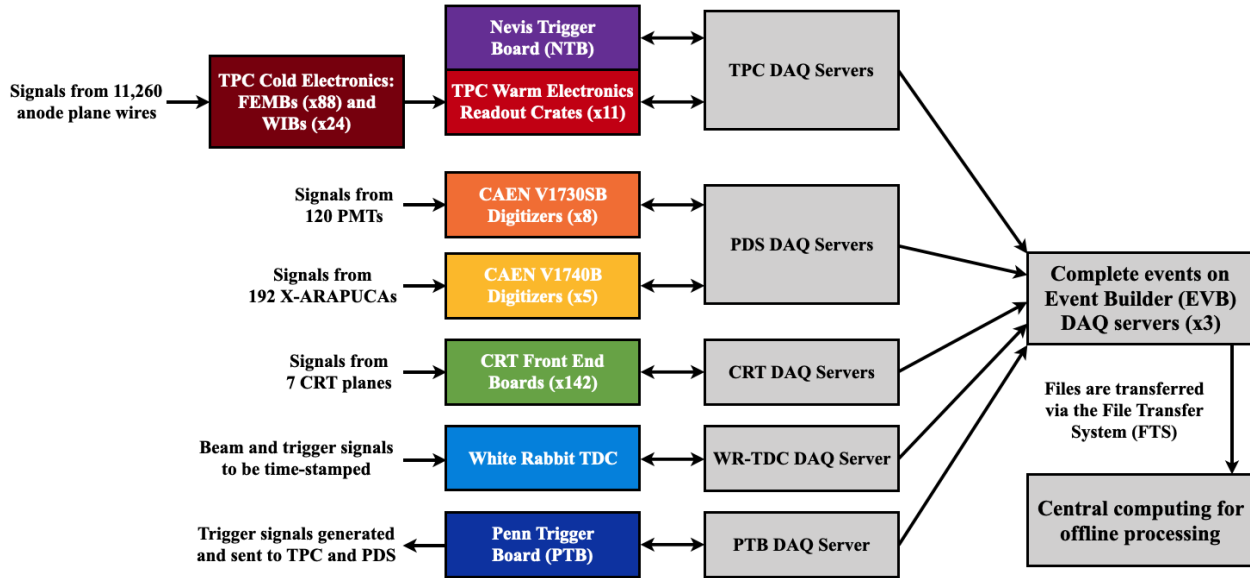 Signals from 11,260
anode plane wires
TPC Cold Electronics:
FEMBs (x88) and
WIBs (x24)
Nevis Trigger
Board (NTB)
TPC Warm Electronics
Readout Crates (x11)
TPC DAQ Servers
Signals from
120 PMTs
CAEN V1730SB
Digitizers (x8)
Signals from
192 X-ARAPUCAs
CAEN V1740B
Digitizers (x5)
PDS DAQ Servers
Signals from
7 CRT planes
CRT Front End
Boards (x142)
CRT DAQ Servers
Beam and trigger signals
to be time-stamped
White Rabbit TDC
WR-TDC DAQ Server
Trigger signals generated
and sent to TPC and PDS
Penn Trigger
Board (PTB)
PTB DAQ Server
Complete events on
Event Builder (EVB)
DAQ servers (x3)
Files are transferred
via the File Transfer
System (FTS)
Central computing for
offline processing